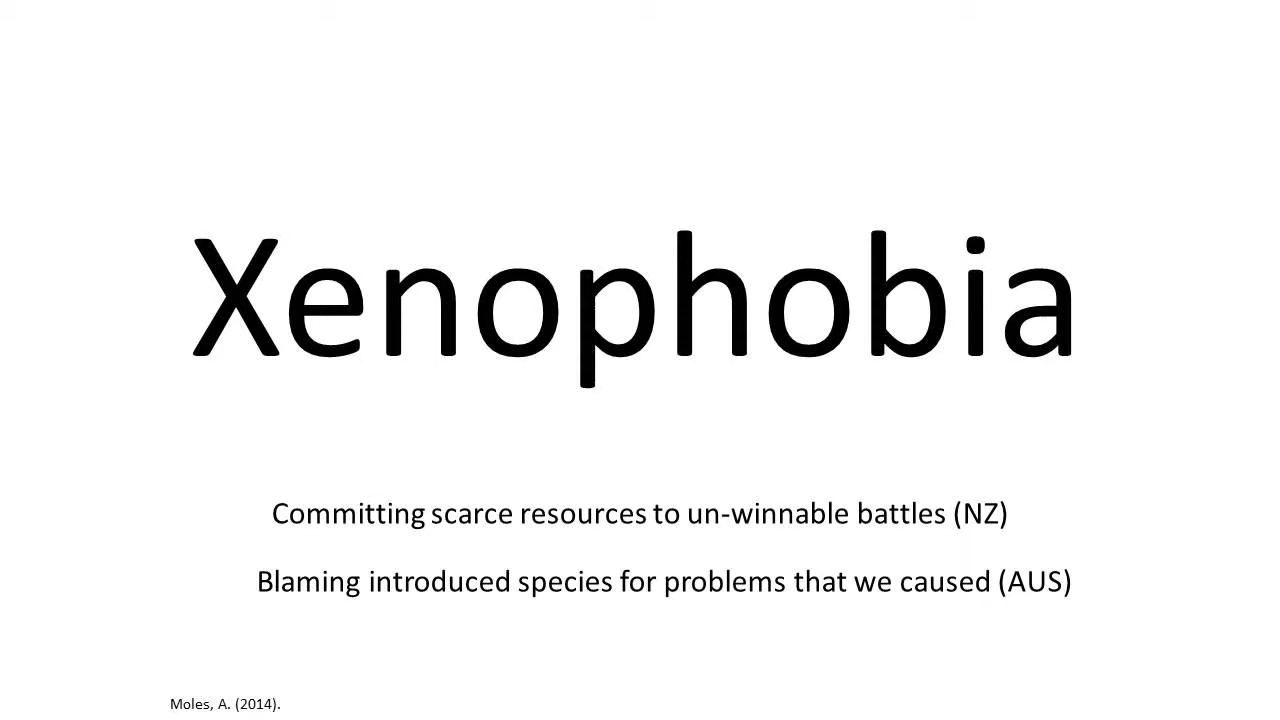 Xenophobia
Committing scarce resources to un-winnable battles (NZ)
Blaming introduced species for problems that we caused (AUS)
Moles, A. (2014).